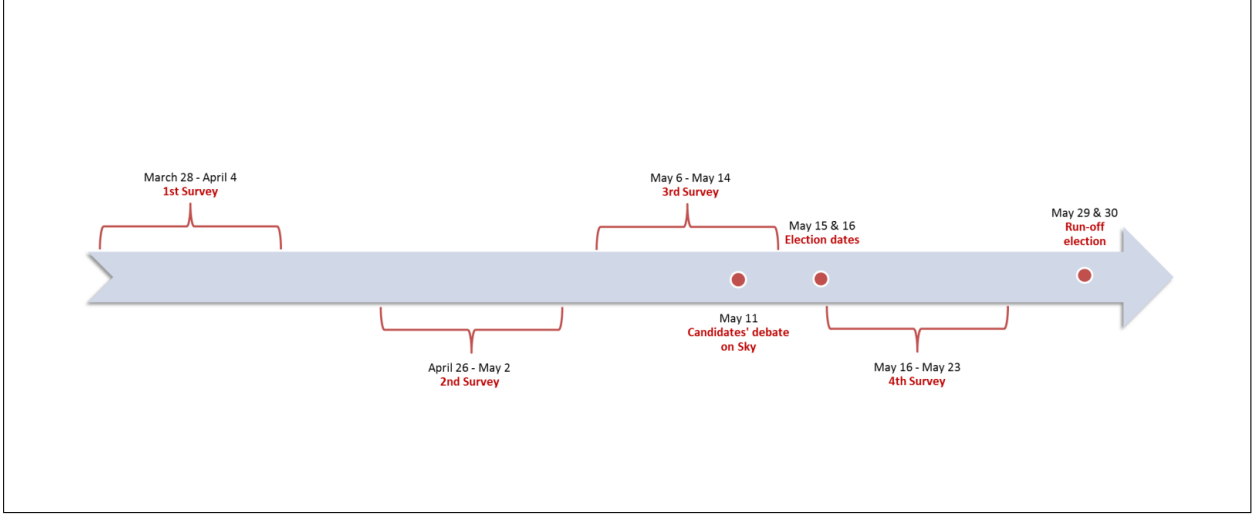 March 28 - April 4
1st Survey
May 6 - May 14
3rd Survey
May 15 & 16
Election dates
May 29 & 30
Run-off
election
May 11
Candidates' debate
on Sky
April 26 - May 2
2nd Survey
May 16 - May 23
4th Survey